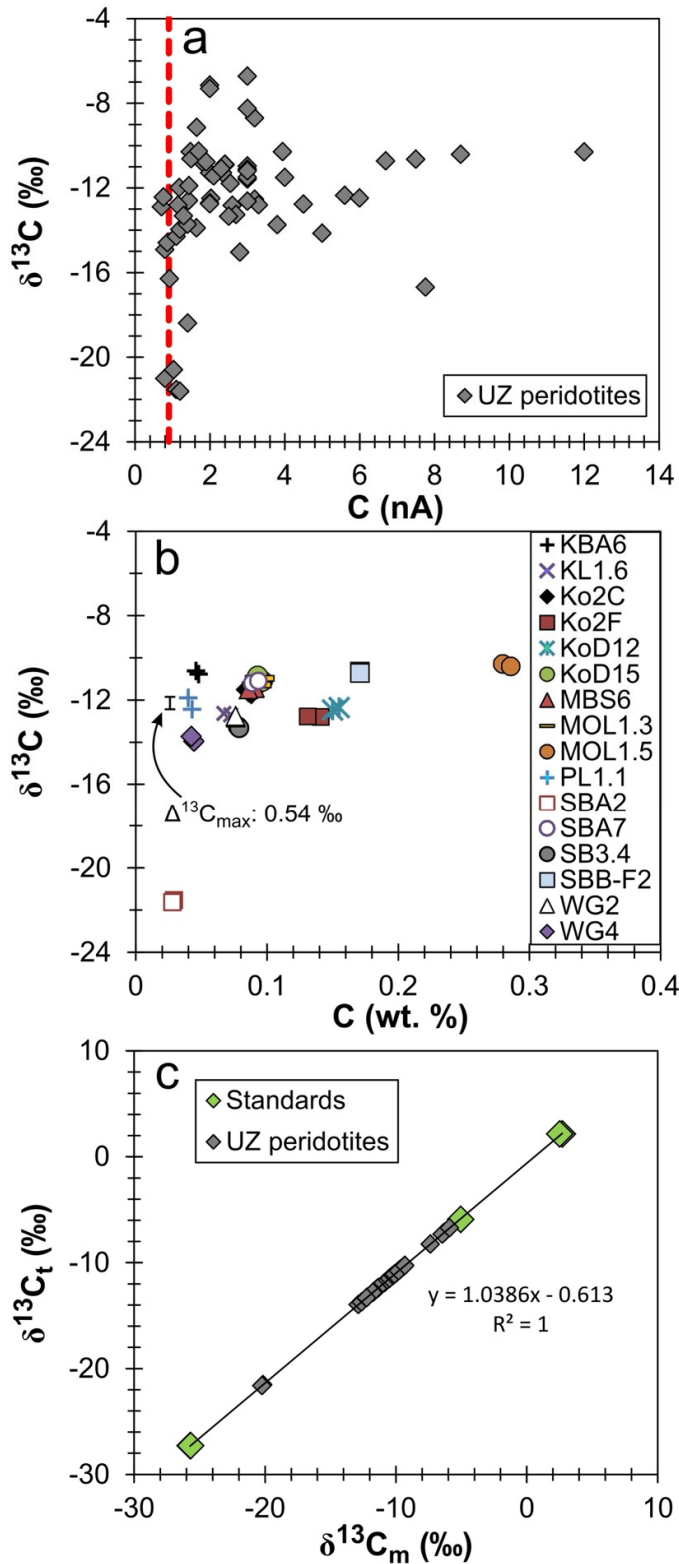 a
-4
-8
-12
-16
-20
-24
δ¹³C (‰)
UZ peridotites
0 2 4 6 8 10 12 14
C (nA)
b
-4
-8
-12
-16
-20
-24
δ¹³C (‰)
Δ¹³Cₘₐₓ: 0.54 ‰
KBA6
KL1.6
Ko2C
Ko2F
KoD12
KoD15
MBS6
MOL1.3
MOL1.5
PL1.1
SBA2
SBA7
SB3.4
SBB-F2
WG2
WG4
0 0.1 0.2 0.3 0.4
C (wt. %)
c
10
0
-10
-20
-30
δ¹³Cₜ (‰)
Standards
UZ peridotites
y = 1.0386x - 0.613
R² = 1
-30 -20 -10 0 10
δ¹³Cₘ (‰)